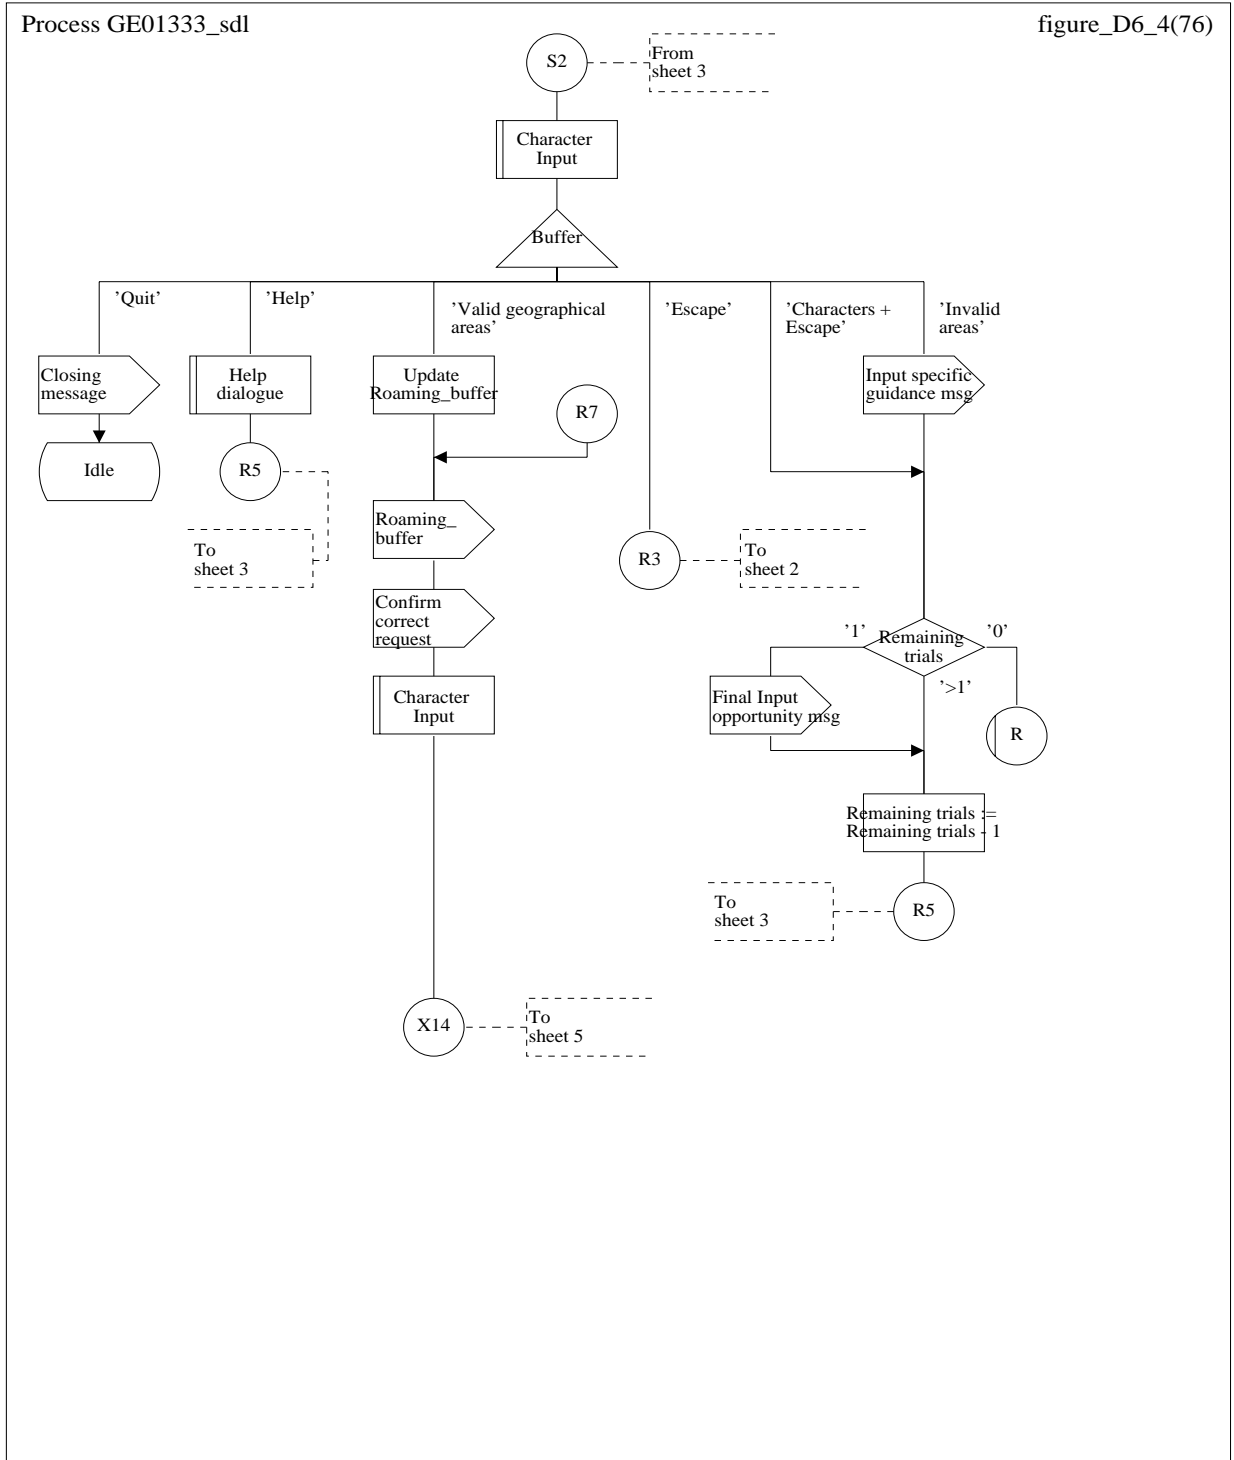 Process GE01333_sdl
figure_D6_4(76)
S2
From
sheet 3
Character
Input
Buffer
’Quit’
’Help’
’Valid geographical
areas’
’Escape’
’Characters +
Escape’
’Invalid
areas’
Closing
message
Help
dialogue
Update
Roaming_buffer
R7
Input specific
guidance msg
Idle
R5
To
sheet 3
Roaming_
buffer
R3
To
sheet 2
Confirm
correct
request
’1’
Remaining
trials
’0’
’>1’
Character
Input
Final Input
opportunity msg
R
Remaining trials :=
Remaining trials - 1
To
sheet 3
R5
X14
To
sheet 5